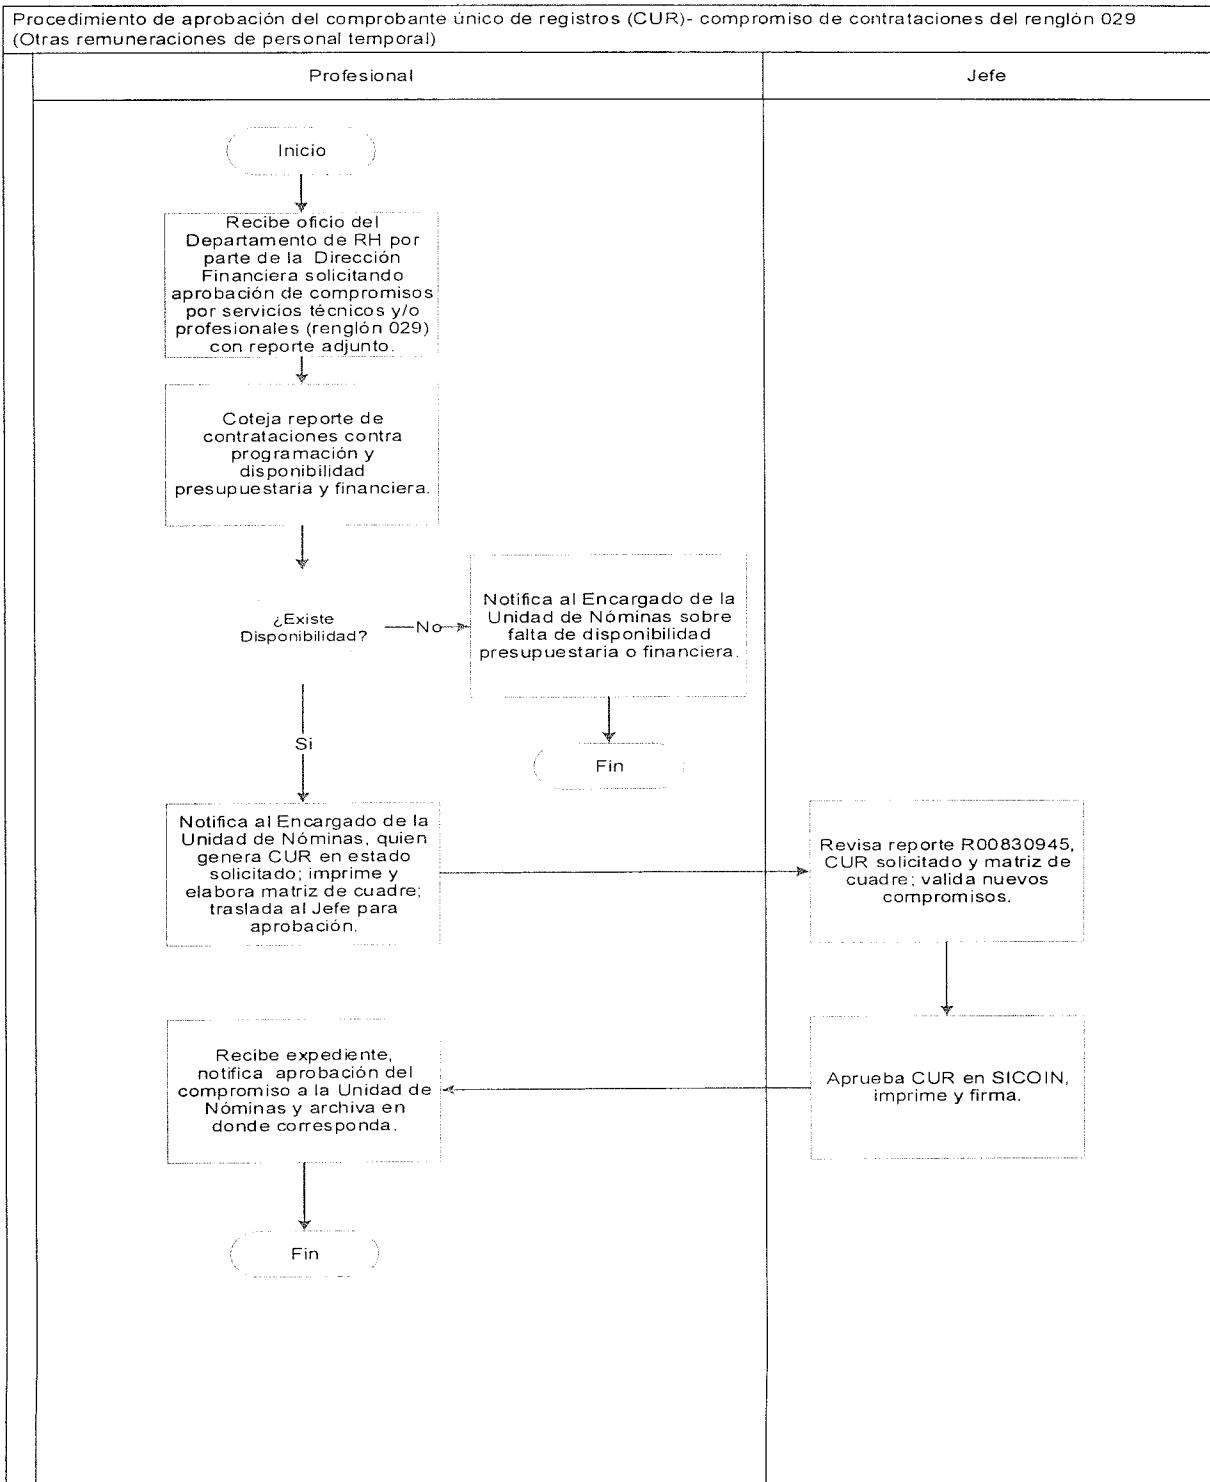 Procedimiento de aprobación del comprobante único de registros (CUR)- compromiso de contrataciones del renglón 029
(Otras remuneraciones de personal temporal)
Profesional
Jefe
Inicio
Recibe oficio del
Departamento de RH por
parte de la Dirección
Financiera solicitando
aprobación de compromisos
por servicios técnicos y/o
profesionales (renglón 029)
con reporte adjunto.
Coteja reporte de
contrataciones contra
programación y
disponibilidad
presupuestaria y financiera.
¿Existe
Disponibilidad?
No
Notifica al Encargado de la
Unidad de Nóminas sobre
falta de disponibilidad
presupuestaria o financiera.
Si
Fin
Notifica al Encargado de la
Unidad de Nóminas, quien
genera CUR en estado
solicitado; imprime y
elabora matriz de cuadre;
traslada al Jefe para
aprobación.
Revisa reporte R00830945,
CUR solicitado y matriz de
cuadre; valida nuevos
compromisos.
Recibe expediente,
notifica aprobación del
compromiso a la Unidad de
Nóminas y archiva en
donde corresponda.
Aprueba CUR en SICOIN,
imprime y firma.
Fin